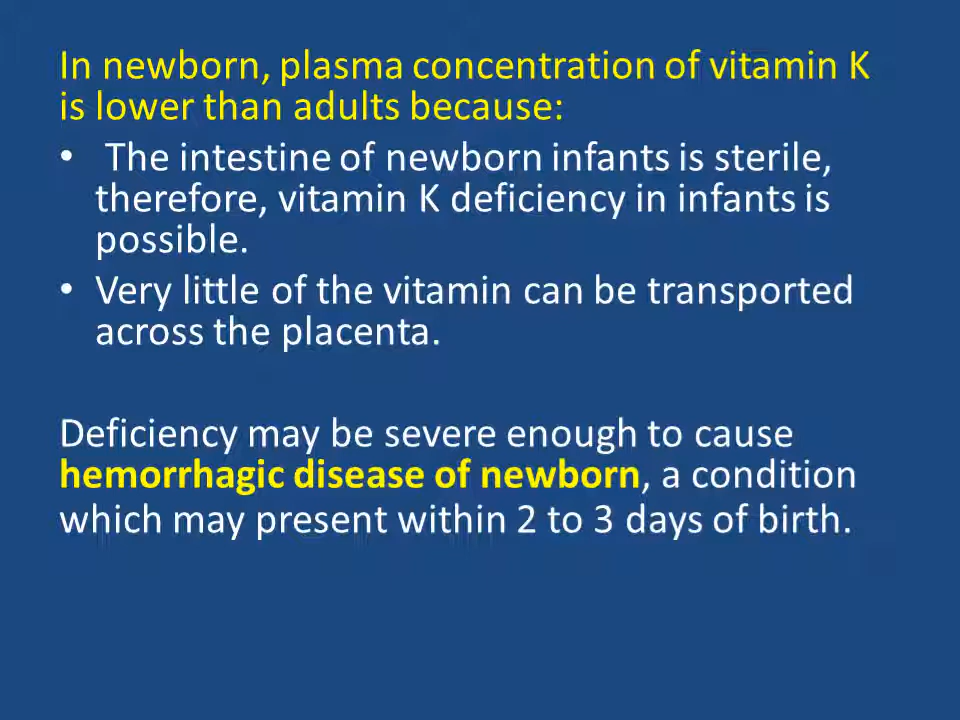 In newborn, plasma concentration of vitamin K
is lower than adults because:
• The intestine of newborn infants is sterile,
therefore, vitamin K deficiency in infants is
possible.
• Very little of the vitamin can be transported
across the placenta.
Deficiency may be severe enough to cause
hemorrhagic disease of newborn, a condition
which may present within 2 to 3 days of birth.